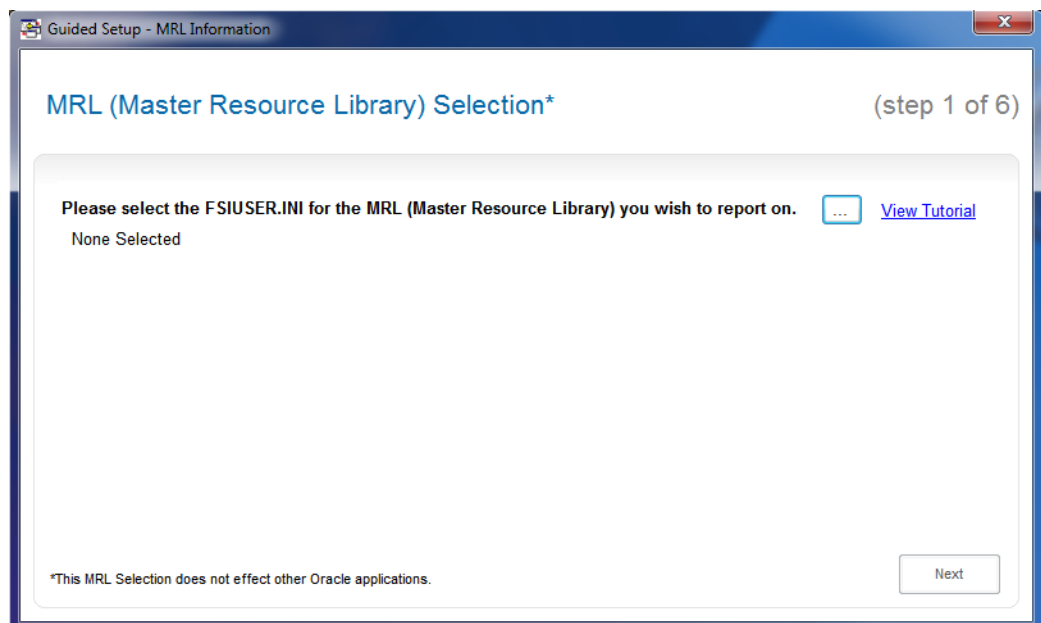 Guided Setup - MRL Information
MRL (Master Resource Library) Selection*
(step 1 of 6)
Please select the FSIUSER.INI for the MRL (Master Resource Library) you wish to report on.
...
View Tutorial
None Selected
*This MRL Selection does not effect other Oracle applications.
Next